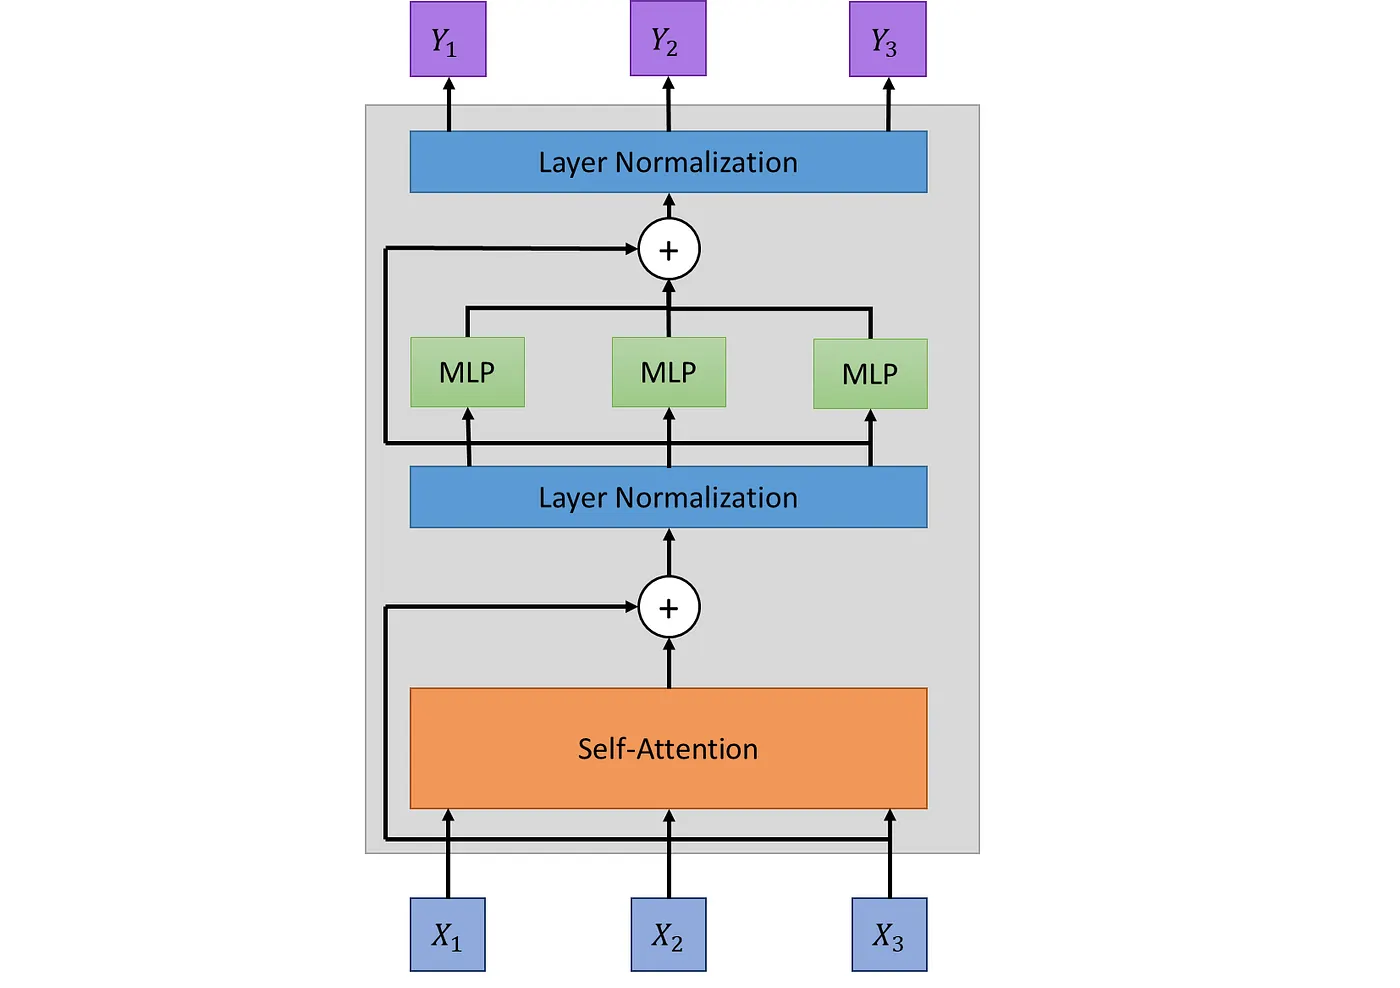 Y₁ Y₂ Y₃
Layer Normalization
+
MLP MLP MLP
Layer Normalization
+
Self-Attention
X₁ X₂ X₃